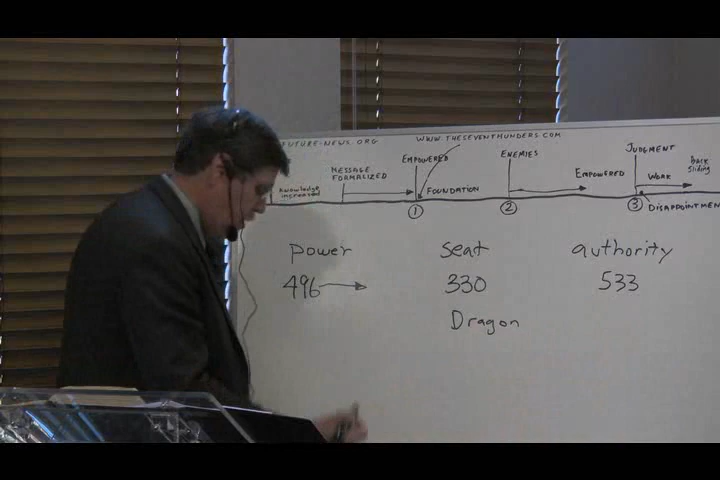 FUTURE-NEWS.ORG WWW.THESEVENTHUNDERS.COM
Knowledge increased
MESSAGE FORMALIZED
EMPOWERED
FOUNDATION
ENEMIES
EMPOWERED
JUDGMENT
WORK
BACK SLIDING
DISAPPOINTMENT
1 2 3
power seat authority
496 330 533
Dragon